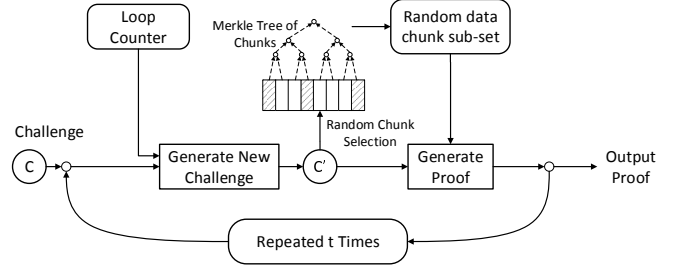 Loop
Counter
Merkle Tree of
Chunks
Random data
chunk sub-set
Challenge
Random Chunk
Selection
C
Generate New
Challenge
C'
Generate
Proof
Output
Proof
Repeated t Times